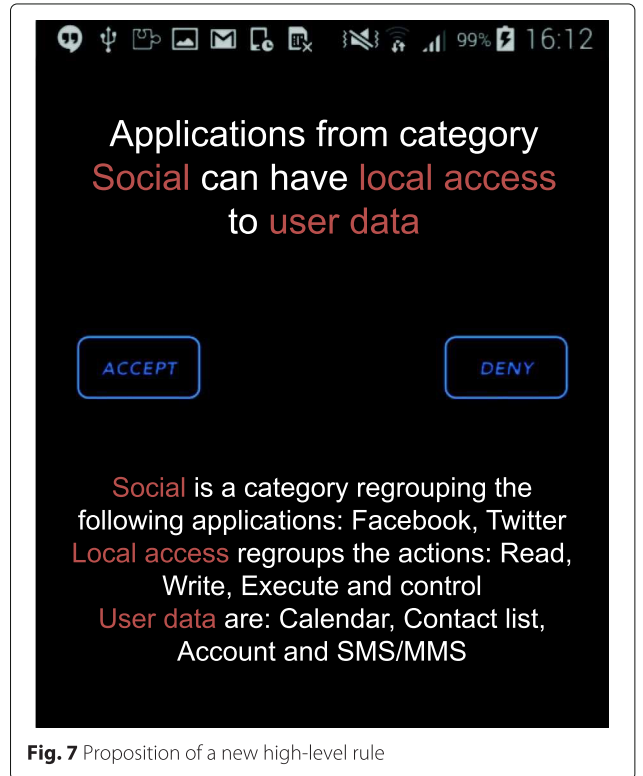 99% 16:12
Applications from category
Social can have local access
to user data
ACCEPT DENY
Social is a category regrouping the
following applications: Facebook, Twitter
Local access regroups the actions: Read,
Write, Execute and control
User data are: Calendar, Contact list,
Account and SMS/MMS
Fig. 7 Proposition of a new high-level rule